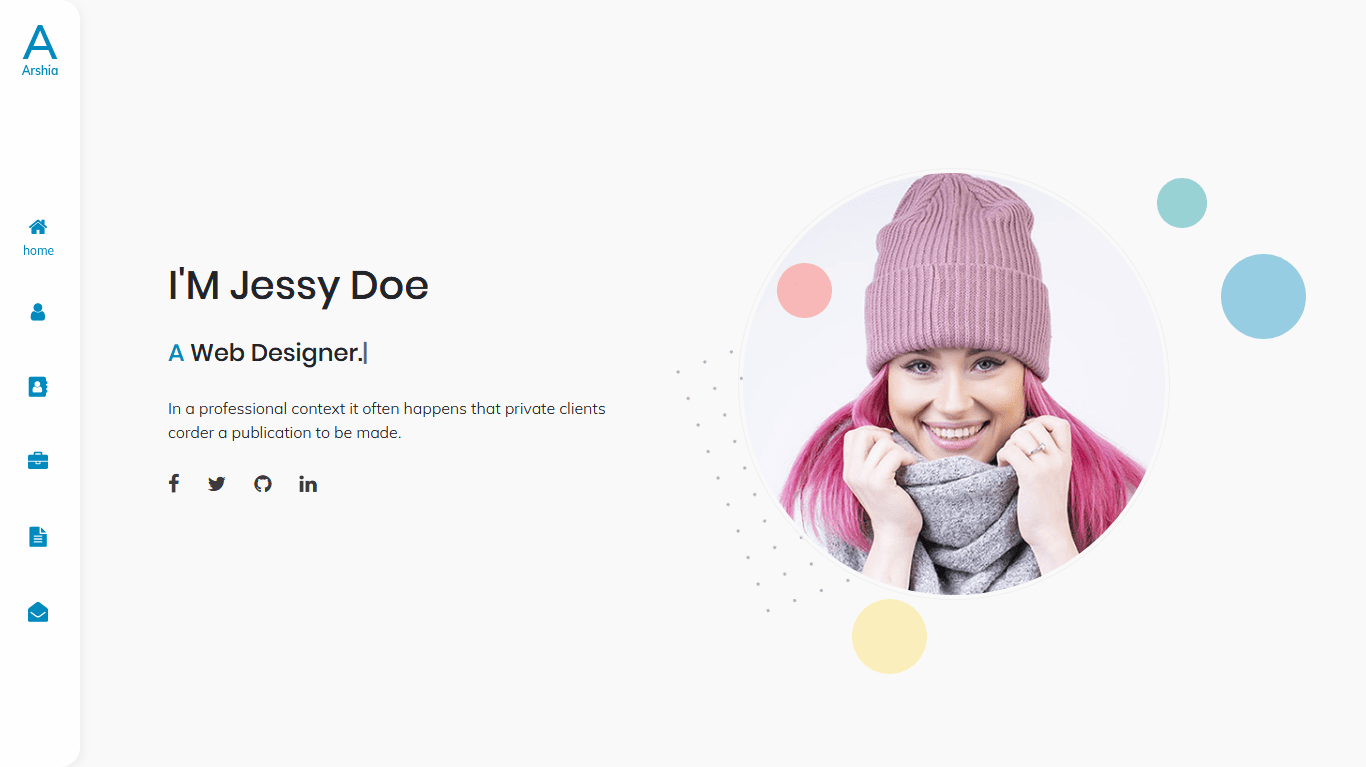 A
Arshia
home
I'M Jessy Doe
A Web Designer.|
In a professional context it often happens that private clients
corder a publication to be made.